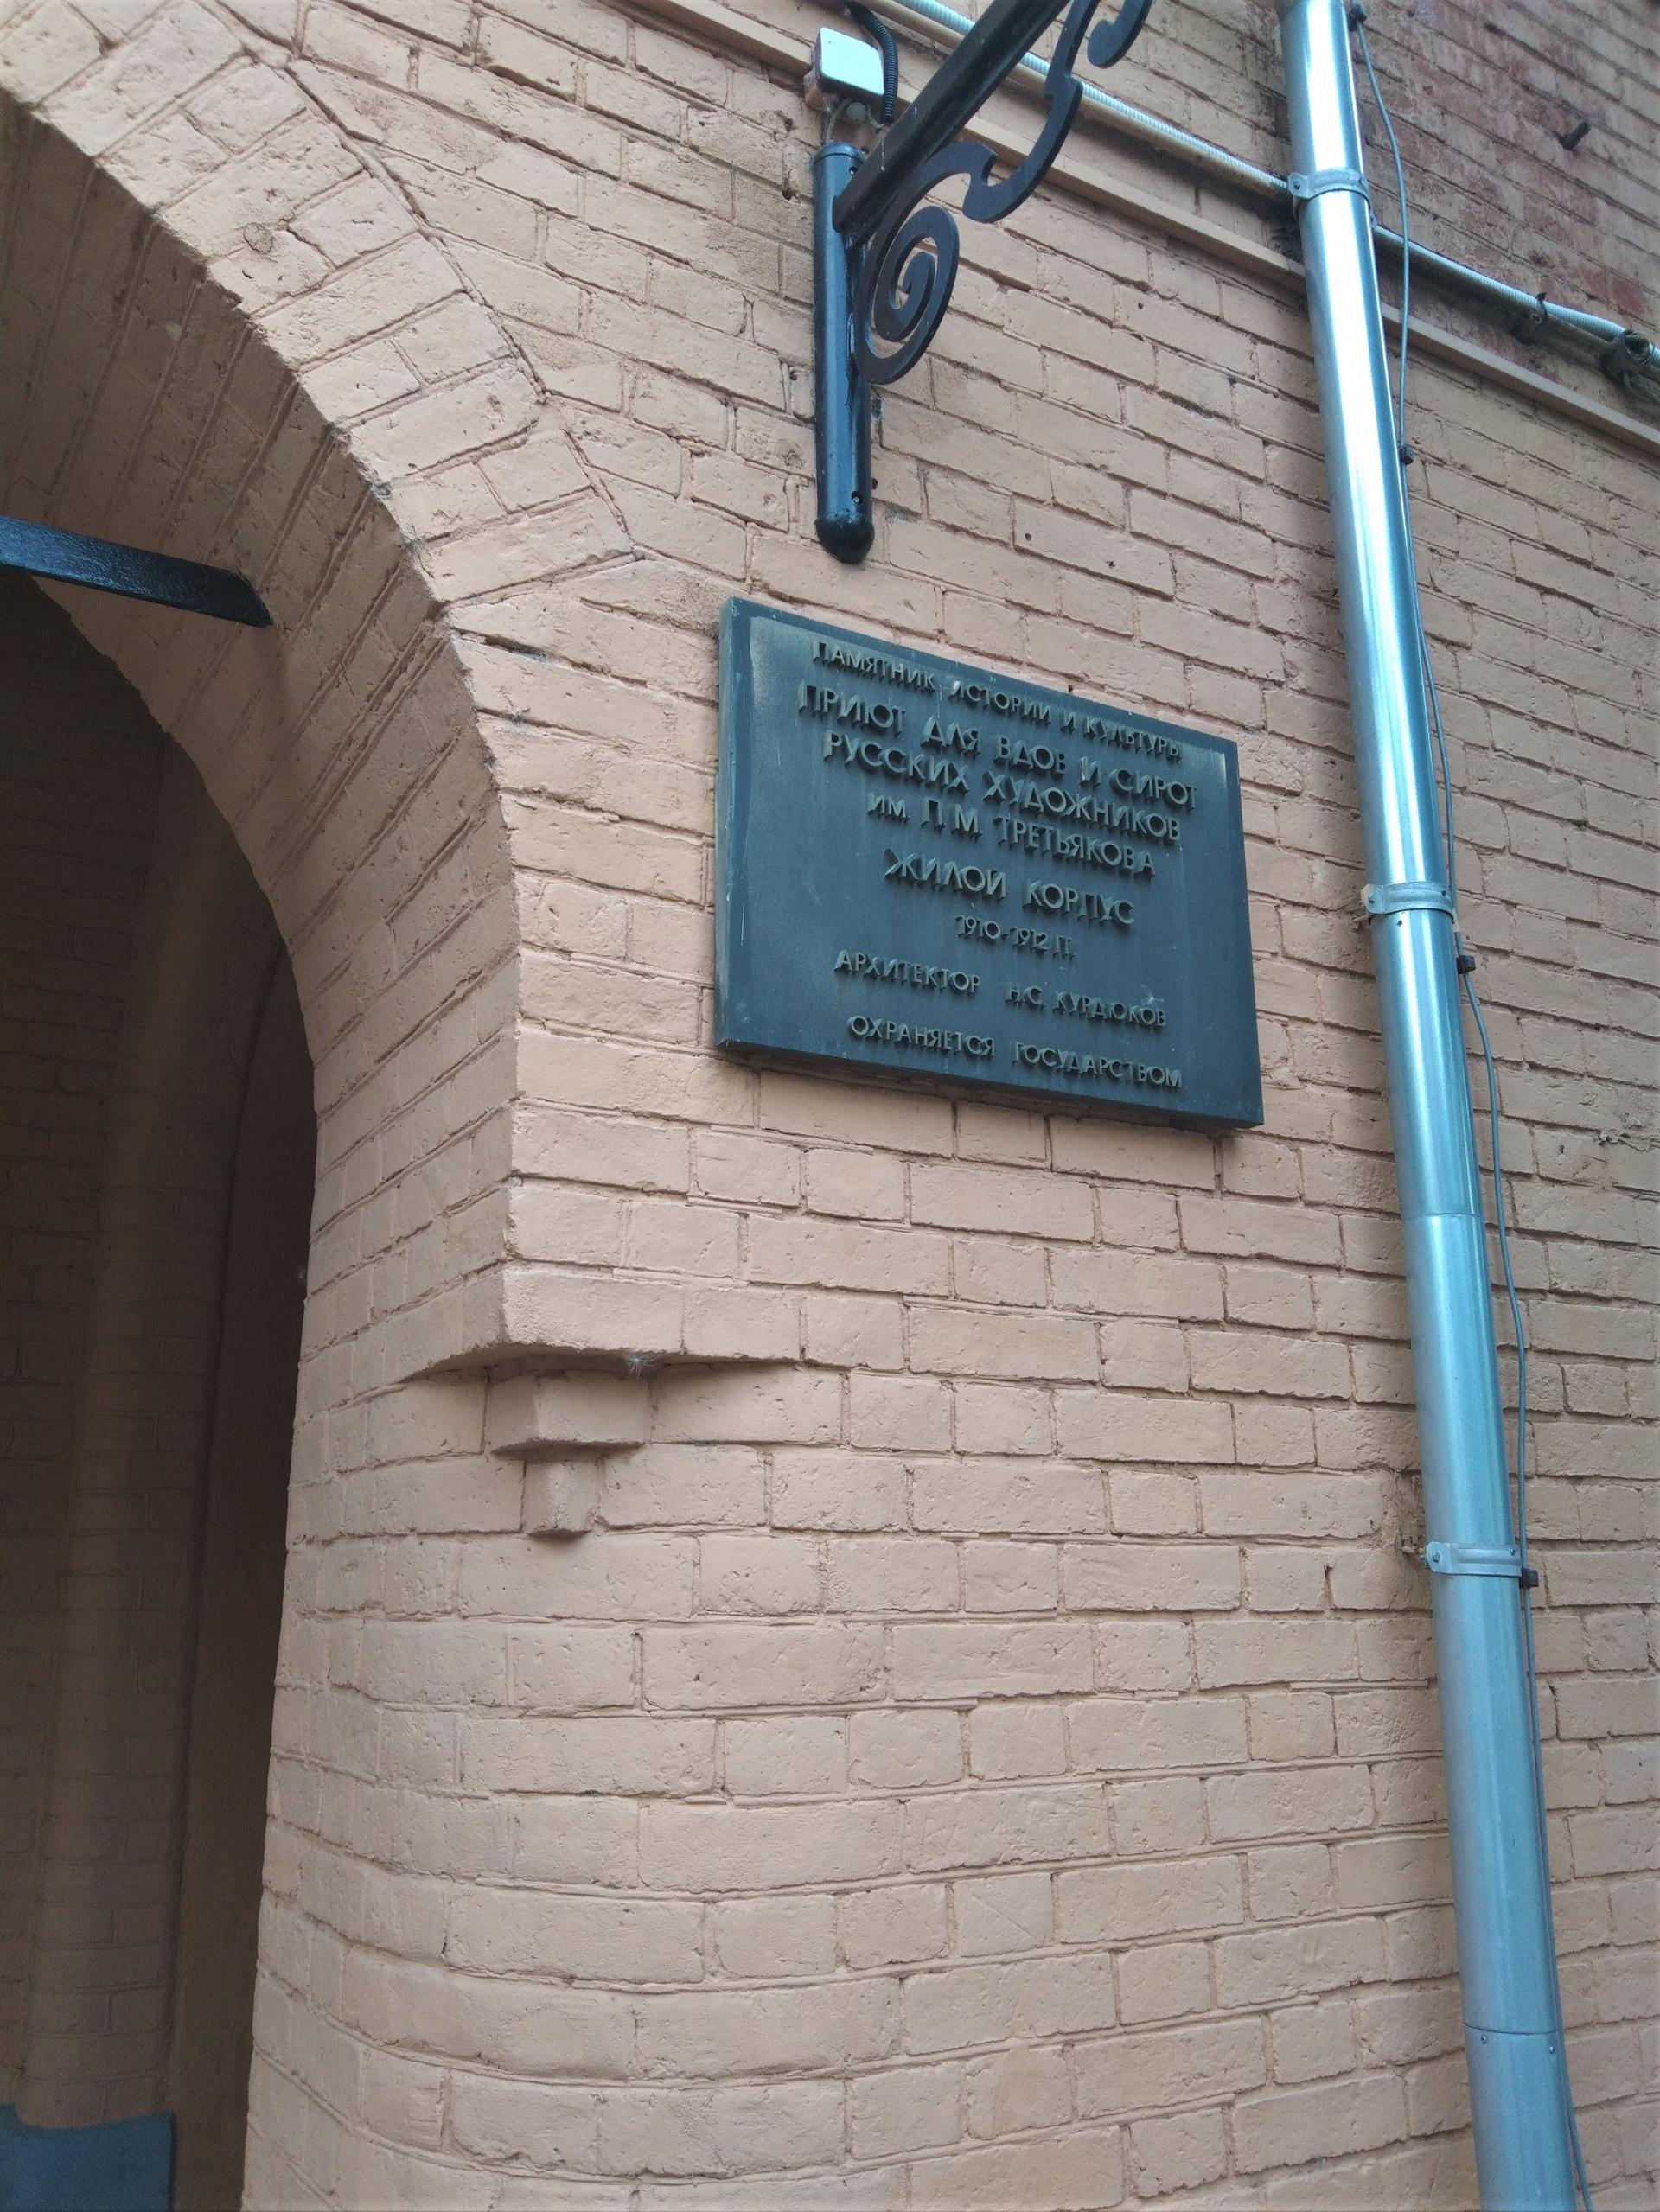 ПАМЯТНИК ИСТОРИИ И КУЛЬТУРЫ
ПРИЮТ ДЛЯ ВДОВ И СИРОТ
РУССКИХ ХУДОЖНИКОВ
ИМ. П.М. ТРЕТЬЯКОВА
ЖИЛОЙ КОРПУС
1910-1912 ГГ.
АРХИТЕКТОР Н.С. КУРДЮКОВ
ОХРАНЯЕТСЯ ГОСУДАРСТВОМ